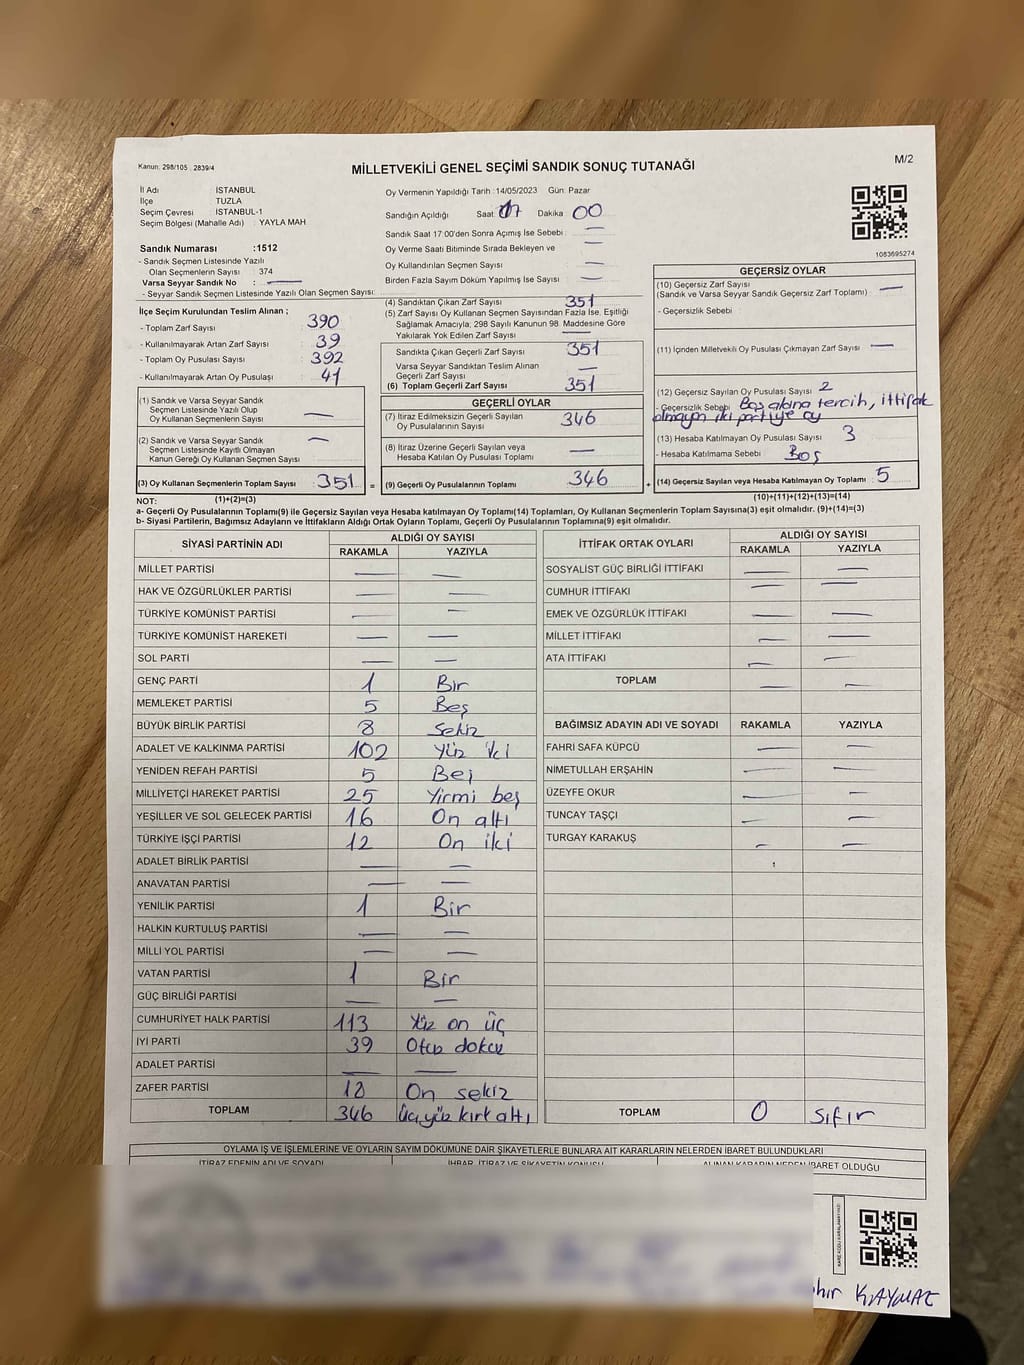 Kanun: 298/105 : 2839/4
MİLLETVEKİLİ GENEL SEÇİMİ SANDIK SONUÇ TUTANAĞI
M/2
İl Adı İSTANBUL
İlçe TUZLA
Seçim Çevresi İSTANBUL-1
Seçim Bölgesi (Mahalle Adı) : YAYLA MAH
Sandık Numarası :1512
- Sandık Seçmen Listesinde Yazılı
Olan Seçmenlerin Sayısı : 374
Varsa Seyyar Sandık No : —
- Seyyar Sandık Seçmen Listesinde Yazılı Olan Seçmen Sayısı:
Oy Vermenin Yapıldığı Tarih :14/05/2023 Gün: Pazar
Sandığın Açıldığı Saat 17 Dakika 00
Sandık Saat 17:00'den Sonra Açımış İse Sebebi : —
Oy Verme Saati Bitiminde Sırada Bekleyen ve —
Oy Kullandırılan Seçmen Sayısı —
Birden Fazla Sayım Döküm Yapılmış İse Sayısı —
1083695274
İlçe Seçim Kurulundan Teslim Alınan ;
- Toplam Zarf Sayısı : 390
- Kullanılmayarak Artan Zarf Sayısı : 39
- Toplam Oy Pusulası Sayısı : 392
- Kullanılmayarak Artan Oy Pusulası : 41
(1) Sandık ve Varsa Seyyar Sandık
Seçmen Listesinde Yazılı Olup
Oy Kullanan Seçmen Sayısı —
(2) Sandık ve Varsa Seyyar Sandık
Seçmen Listesinde Kayıtlı Olmayan
Kanun Gereği Oy Kullanan Seçmen Sayısı —
(3) Oy Kullanan Seçmenlerin Toplam Sayısı : 351 =
(4) Sandıktan Çıkan Zarf Sayısı 351
(5) Zarf Sayısı Oy Kullanan Seçmen Sayısından Fazla İse, Eşitliği
Sağlamak Amacıyla; 298 Sayılı Kanunun 98. Maddesine Göre
Yakılarak Yok Edilen Zarf Sayısı —
Sandıkta Çıkan Geçerli Zarf Sayısı 351
Varsa Seyyar Sandıktan Teslim Alınan
Geçerli Zarf Sayısı —
(6) Toplam Geçerli Zarf Sayısı 351
GEÇERLİ OYLAR
(7) İtiraz Edilmeksizin Geçerli Sayılan
Oy Pusulalarının Sayısı 346
(8) İtiraz Üzerine Geçerli Sayılan veya
Hesaba Katılan Oy Pusulası Toplamı —
(9) Geçerli Oy Pusulalarının Toplamı 346 +
GEÇERSİZ OYLAR
(10) Geçersiz Zarf Sayısı
(Sandık ve Varsa Seyyar Sandık Geçersiz Zarf Toplamı) —
- Geçersizlik Sebebi
(11) İçinden Milletvekili Oy Pusulası Çıkmayan Zarf Sayısı —
(12) Geçersiz Sayılan Oy Pusulası Sayısı 2
- Geçersizlik Sebebi tercih, ittifak
olmayan iki partiye oy
(13) Hesaba Katılmayan Oy Pusulası Sayısı 3
- Hesaba Katılmama Sebebi Boş
(14) Geçersiz Sayılan veya Hesaba Katılmayan Oy Toplamı : 5
NOT: (1)+(2)=(3)
(10)+(11)+(12)+(13)=(14)
a- Geçerli Oy Pusulalarının Toplamı(9) ile Geçersiz Sayılan veya Hesaba Katılmayan Oy Toplamı(14) Toplamları, Oy Kullanan Seçmenlerin Toplam Sayısına(3) eşit olmalıdır. (9)+(14)=(3)
b- Siyasi Partilerin, Bağımsız Adayların ve İttifakların Aldığı Ortak Oyların Toplamı, Geçerli Oy Pusulalarının Toplamına(9) eşit olmalıdır.
SİYASİ PARTİNİN ADI ALDIĞI OY SAYISI
RAKAMLA YAZIYLA
MİLLET PARTİSİ — —
HAK VE ÖZGÜRLÜKLER PARTİSİ — —
TÜRKİYE KOMÜNİST PARTİSİ — —
TÜRKİYE KOMÜNİST HAREKETİ — —
SOL PARTİ — —
GENÇ PARTİ 1 Bir
MEMLEKET PARTİSİ 5 Beş
BÜYÜK BİRLİK PARTİSİ 8 Sekiz
ADALET VE KALKINMA PARTİSİ 102 Yüz iki
YENİDEN REFAH PARTİSİ 5 Beş
MİLLİYETÇİ HAREKET PARTİSİ 25 Yirmi beş
YEŞİLLER VE SOL GELECEK PARTİSİ 16 On altı
TÜRKİYE İŞÇİ PARTİSİ 12 On iki
ADALET BİRLİK PARTİSİ — —
ANAVATAN PARTİSİ — —
YENİLİK PARTİSİ 1 Bir
HALKIN KURTULUŞ PARTİSİ — —
MİLLİ YOL PARTİSİ — —
VATAN PARTİSİ 1 Bir
GÜÇ BİRLİĞİ PARTİSİ — —
CUMHURİYET HALK PARTİSİ 113 Yüz on üç
İYİ PARTİ 39 Otuz dokuz
ADALET PARTİSİ — —
ZAFER PARTİSİ 18 On sekiz
TOPLAM 346 üçyüz kırk altı
İTTİFAK ORTAK OYLARI ALDIĞI OY SAYISI
RAKAMLA YAZIYLA
SOSYALİST GÜÇ BİRLİĞİ İTTİFAKI — —
CUMHUR İTTİFAKI — —
EMEK VE ÖZGÜRLÜK İTTİFAKI — —
MİLLET İTTİFAKI — —
ATA İTTİFAKI — —
TOPLAM — —
BAĞIMSIZ ADAYIN ADI VE SOYADI RAKAMLA YAZIYLA
FAHRİ SAFA KÜPCÜ — —
NİMETULLAH ERŞAHİN — —
ÜZEYFE OKUR — —
TUNCAY TAŞÇI — —
TURGAY KARAKUŞ — —
TOPLAM 0 sıfır
OYLAMA İŞ VE İŞLEMLERİNE VE OYLARIN SAYIM DÖKÜMÜNE DAİR ŞİKAYETLERLE BUNLARA AİT KARARLARIN NELERDEN İBARET BULUNDUKLARI
İTİRAZ EDENİN ADI VE SOYADI İHBAR, İTİRAZ VE ŞİKAYETİN KONUSU ALINAN KARARIN NEDEN İBARET OLDUĞU
KAYMAZ